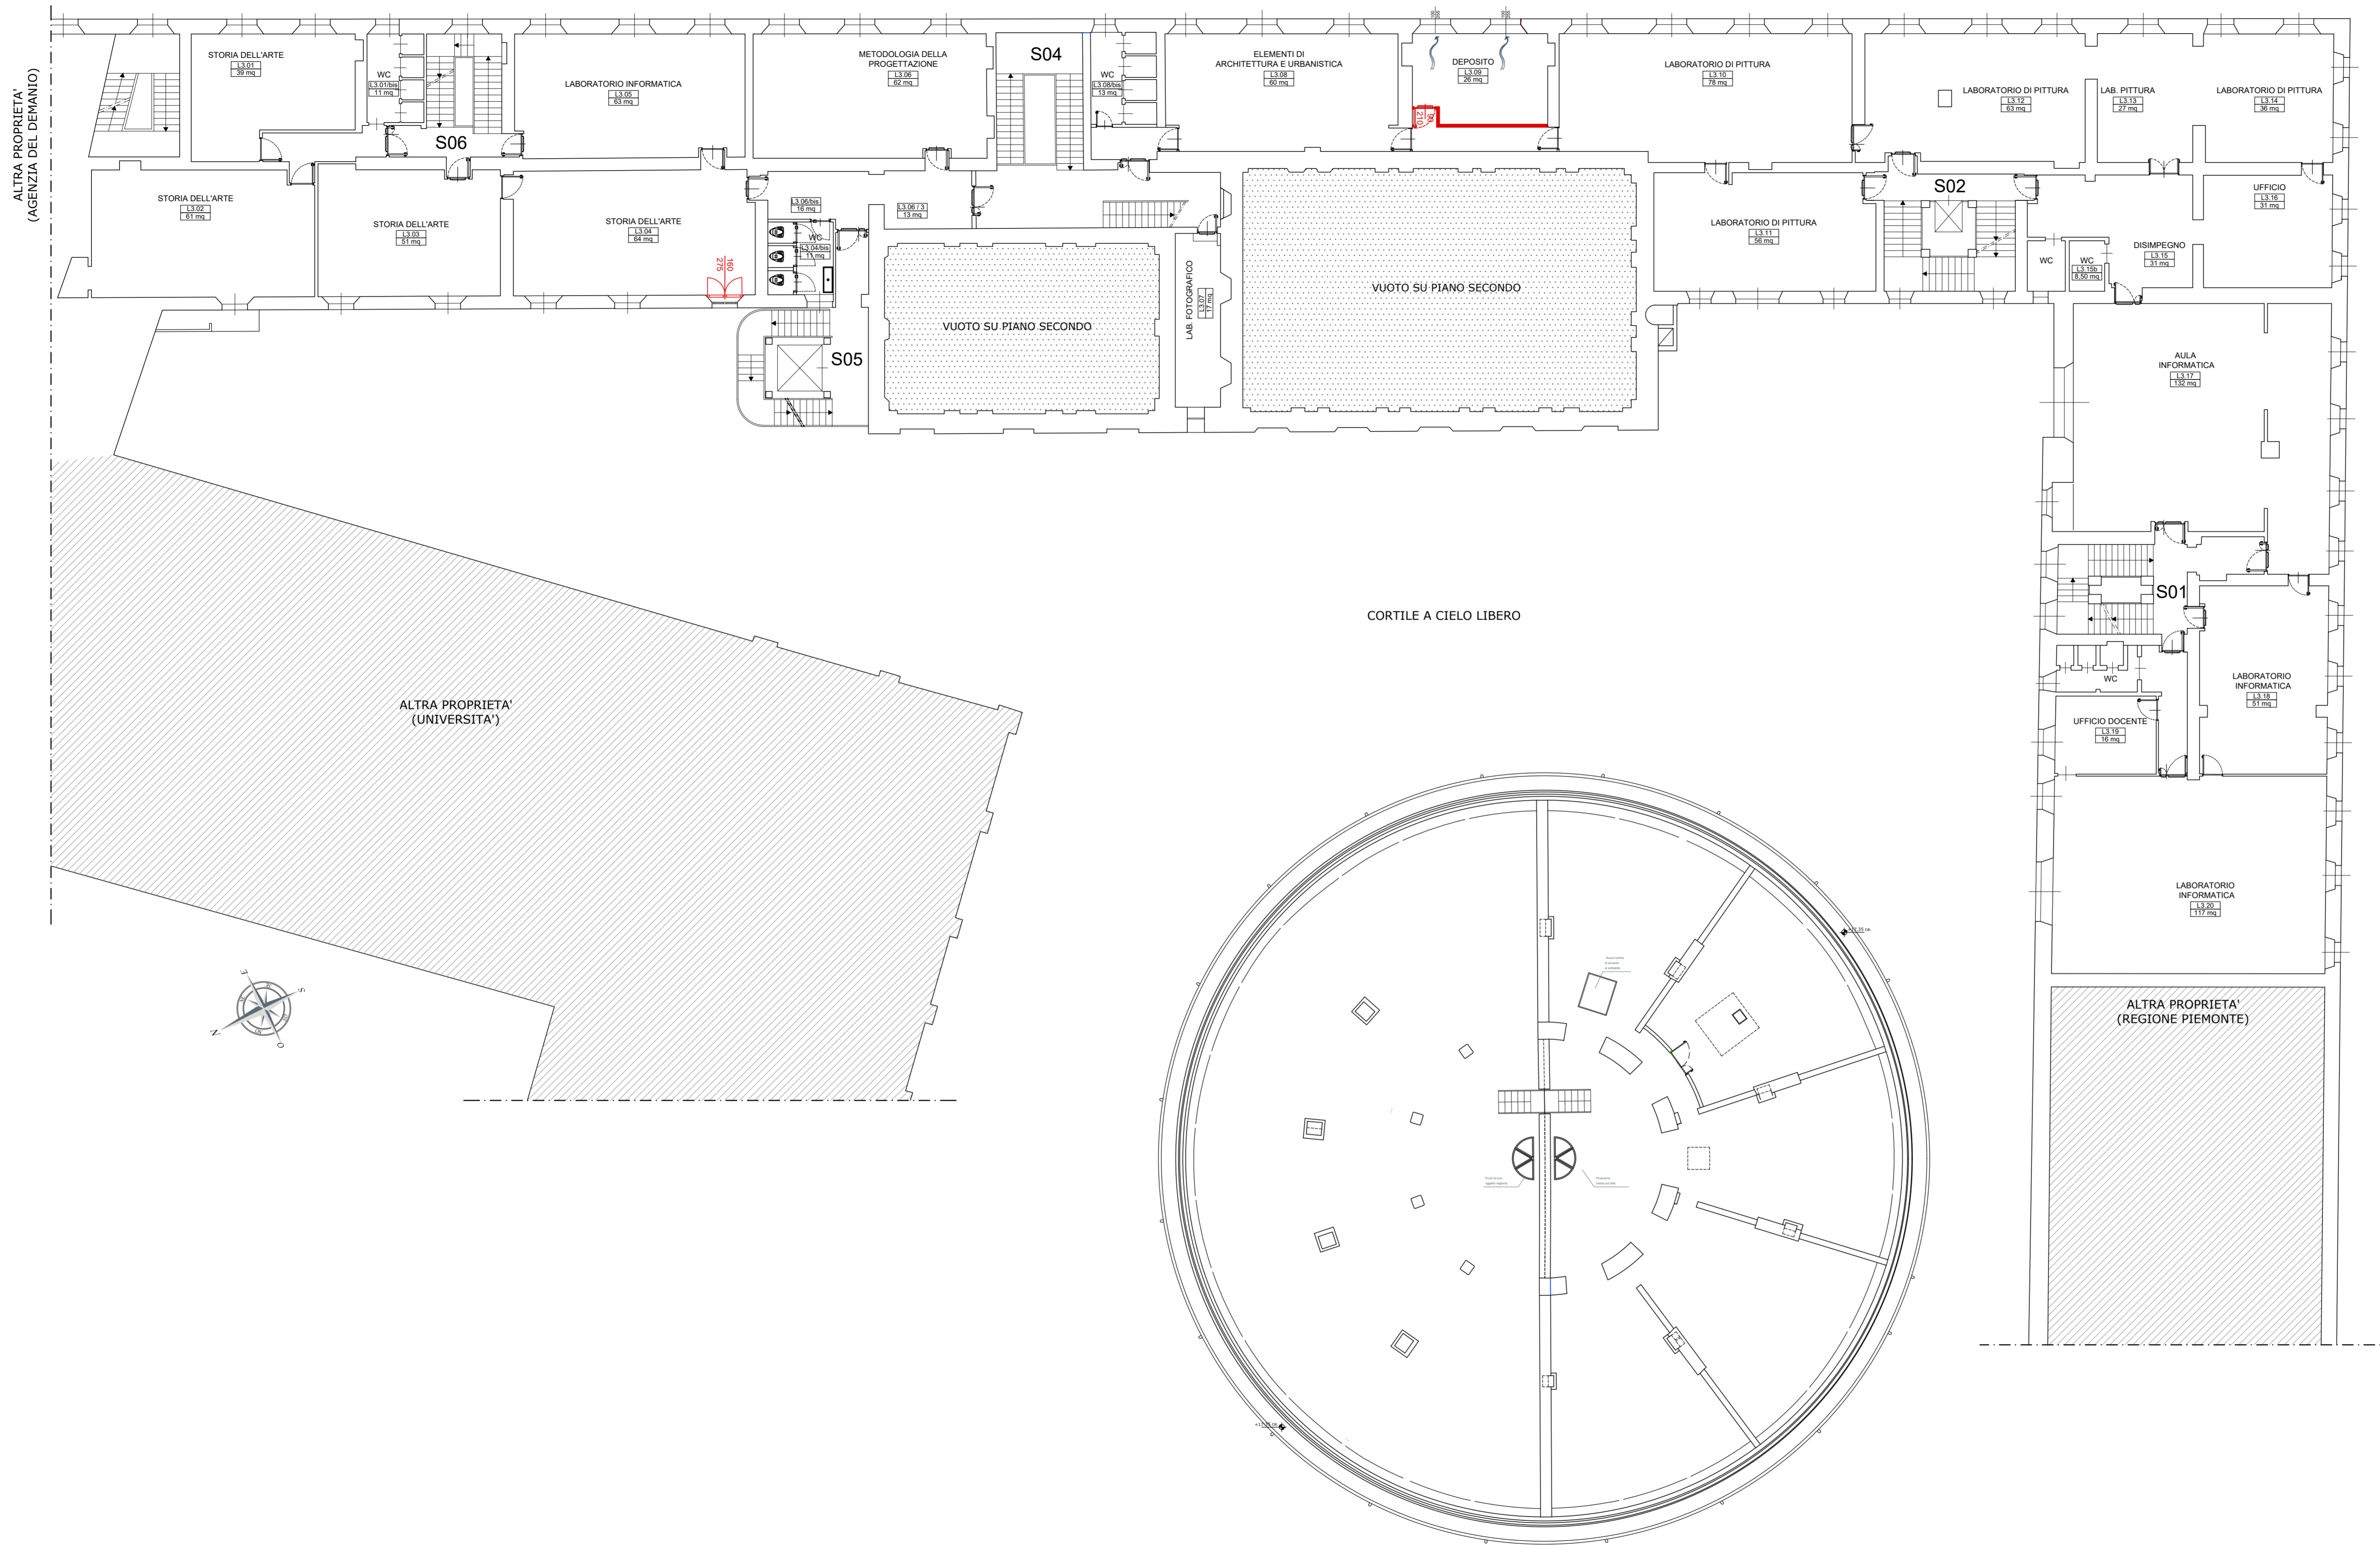 ALTRA PROPRIETA'
(AGENZIA DEL DEMANIO)
STORIA DELL'ARTE
L3.01
39 mq
WC
L3.01/bis
11 mq
S06
LABORATORIO INFORMATICA
L3.05
63 mq
METODOLOGIA DELLA
PROGETTAZIONE
L3.06
62 mq
S04
WC
L3.08/bis
13 mq
ELEMENTI DI
ARCHITETTURA E URBANISTICA
L3.08
60 mq
100
255
100
255
DEPOSITO
L3.09
26 mq
90
210
LABORATORIO DI PITTURA
L3.10
78 mq
LABORATORIO DI PITTURA
L3.12
63 mq
LAB. PITTURA
L3.13
27 mq
LABORATORIO DI PITTURA
L3.14
36 mq
STORIA DELL'ARTE
L3.02
61 mq
STORIA DELL'ARTE
L3.03
51 mq
STORIA DELL'ARTE
L3.04
64 mq
160
275
L3.06/bis
16 mq
L3.06 / 3
13 mq
WC
L3.04/bis
11 mq
S05
VUOTO SU PIANO SECONDO
LAB. FOTOGRAFICO
L3.07
17 mq
VUOTO SU PIANO SECONDO
LABORATORIO DI PITTURA
L3.11
56 mq
S02
WC
WC
L3.15b
8,50 mq
DISIMPEGNO
L3.15
31 mq
UFFICIO
L3.16
31 mq
AULA
INFORMATICA
L3.17
132 mq
S01
WC
LABORATORIO
INFORMATICA
L3.18
51 mq
UFFICIO DOCENTE
L3.19
16 mq
LABORATORIO
INFORMATICA
L3.20
117 mq
CORTILE A CIELO LIBERO
ALTRA PROPRIETA'
(UNIVERSITA')
ALTRA PROPRIETA'
(REGIONE PIEMONTE)
E
S
N
O
+17.35 ca.